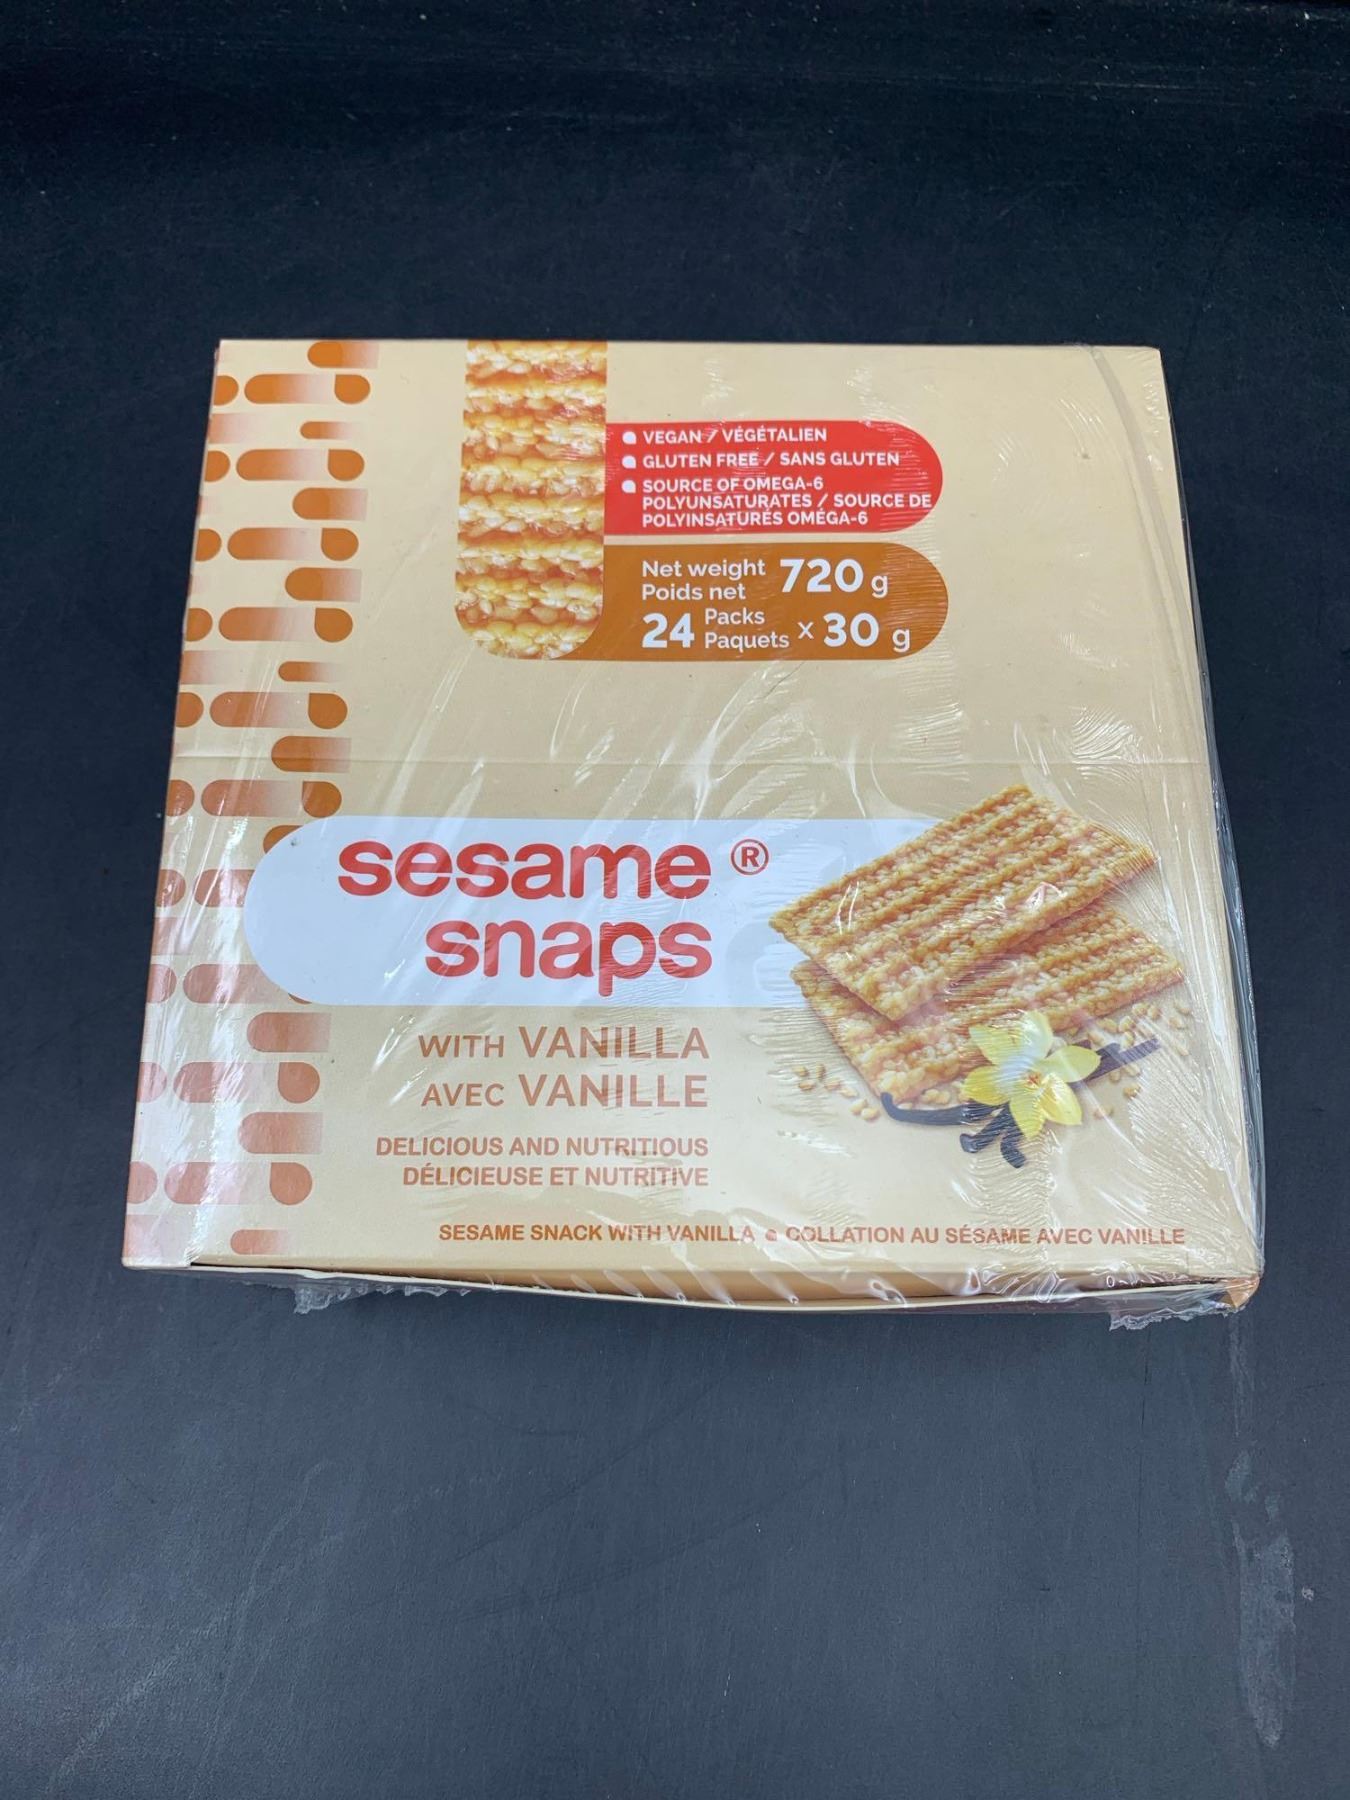 VEGAN / VÉGÉTALIEN
GLUTEN FREE / SANS GLUTEN
SOURCE OF OMEGA-6
POLYUNSATURATES / SOURCE DE
POLYINSATURÉS OMÉGA-6
Net weight 720 g
Poids net
24 Packs x 30 g
Paquets
sesame ®
snaps
WITH VANILLA
AVEC VANILLE
DELICIOUS AND NUTRITIOUS
DÉLICIEUSE ET NUTRITIVE
SESAME SNACK WITH VANILLA COLLATION AU SÉSAME AVEC VANILLE